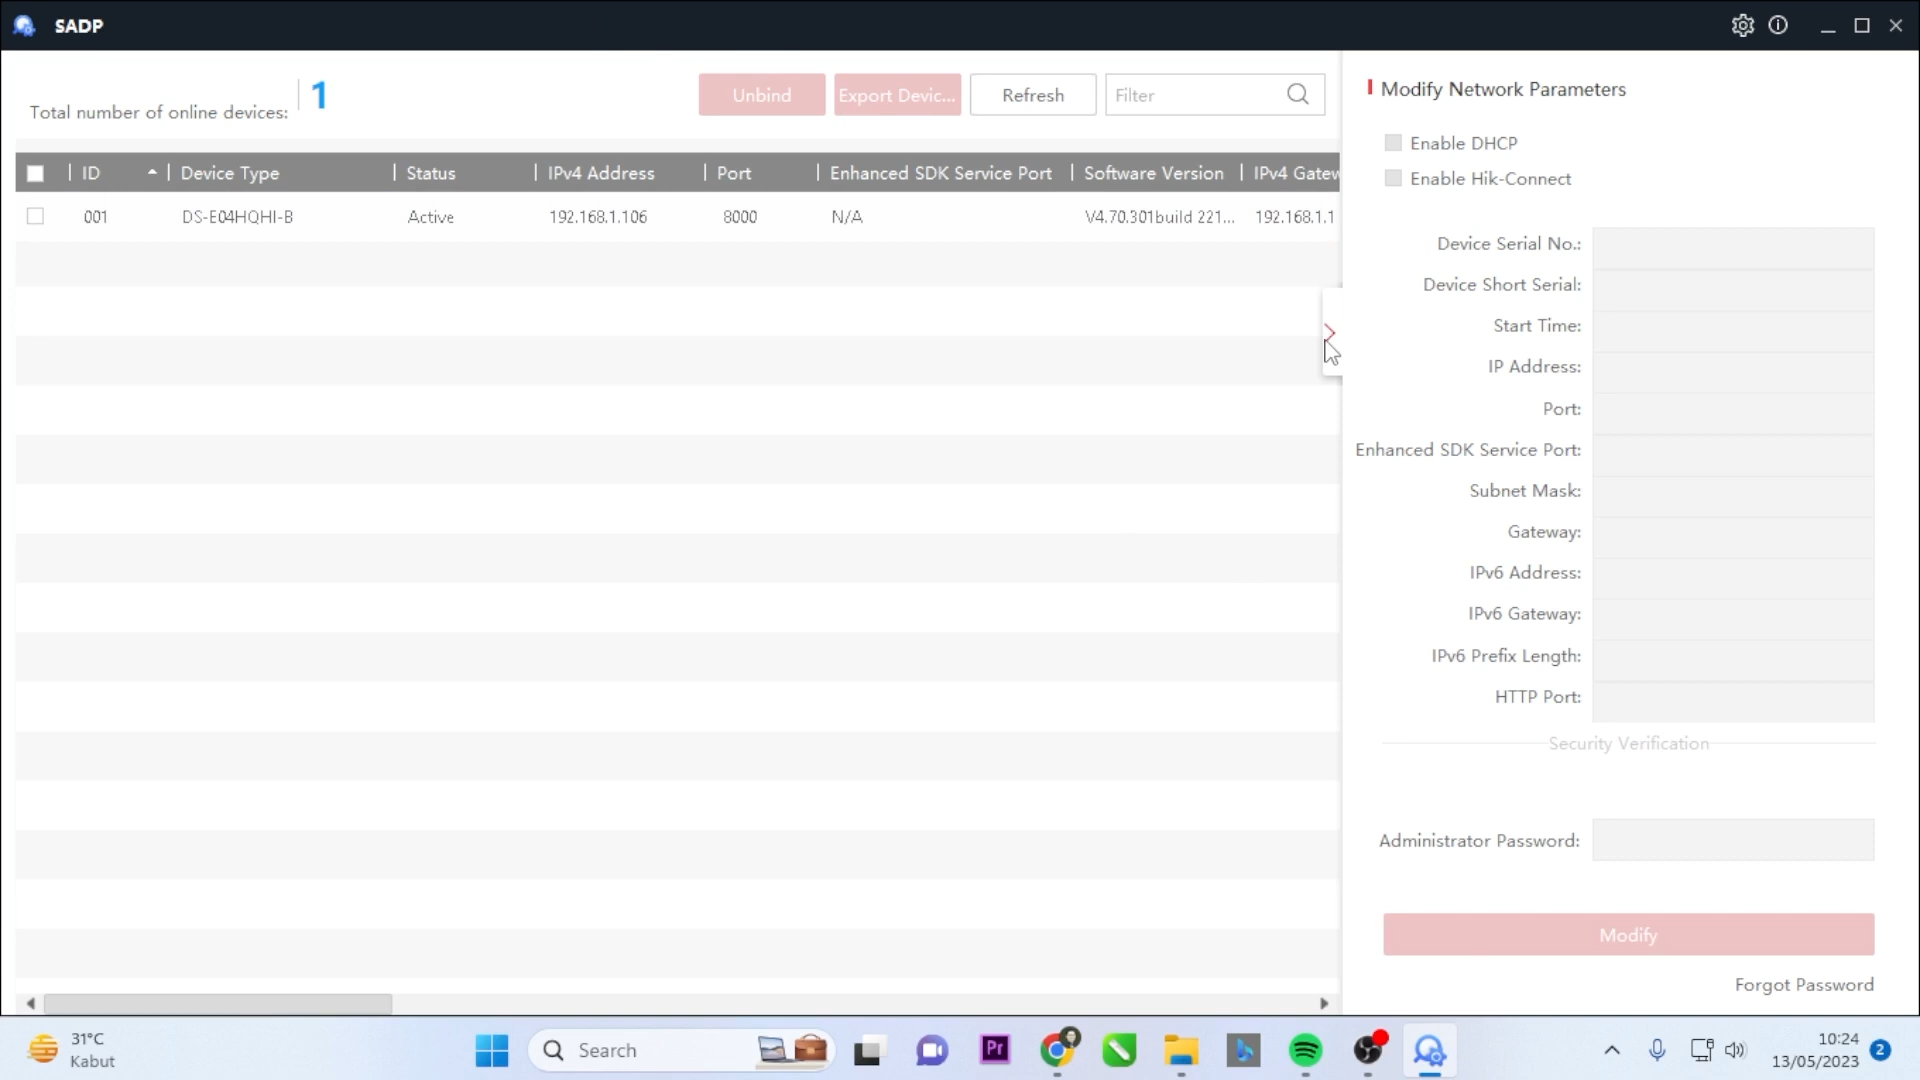 SADP
Total number of online devices: 1
Unbind
Export Devic...
Refresh
Filter
ID Device Type Status IPv4 Address Port Enhanced SDK Service Port Software Version IPv4 Gatew
001 DS-E04HQHI-B Active 192.168.1.106 8000 N/A V4.70.301build 221... 192.168.1.1
Modify Network Parameters
Enable DHCP
Enable Hik-Connect
Device Serial No.:
Device Short Serial:
Start Time:
IP Address:
Port:
Enhanced SDK Service Port:
Subnet Mask:
Gateway:
IPv6 Address:
IPv6 Gateway:
IPv6 Prefix Length:
HTTP Port:
Security Verification
Administrator Password:
Modify
Forgot Password
31°C
Kabut
Search
Pr
10:24
13/05/2023
2